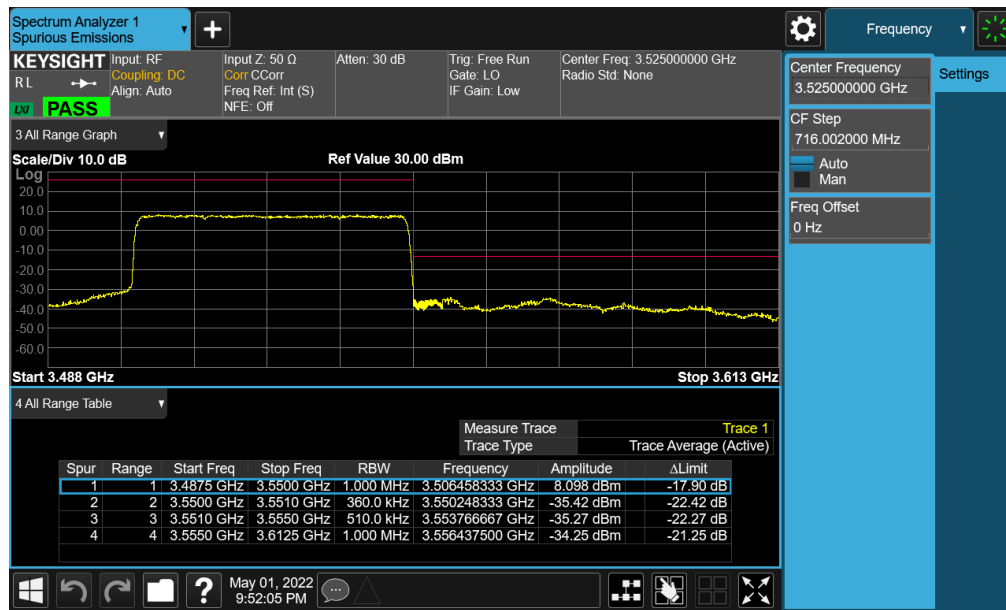 Spectrum Analyzer 1
Spurious Emissions
Frequency
KEYSIGHT
R L
LXI PASS
Input: RF
Coupling: DC
Align: Auto
Input Z: 50 Ω
Corr CCorr
Freq Ref: Int (S)
NFE: Off
Atten: 30 dB
Trig: Free Run
Gate: LO
IF Gain: Low
Center Freq: 3.525000000 GHz
Radio Std: None
Center Frequency
3.525000000 GHz
Settings
CF Step
716.002000 MHz
Auto
Man
Freq Offset
0 Hz
3 All Range Graph
Scale/Div 10.0 dB Ref Value 30.00 dBm
Log
20.0
10.0
0.00
-10.0
-20.0
-30.0
-40.0
-50.0
-60.0
Start 3.488 GHz Stop 3.613 GHz
4 All Range Table
Measure Trace Trace 1
Trace Type Trace Average (Active)
Spur Range Start Freq Stop Freq RBW Frequency Amplitude ΔLimit
1 1 3.4875 GHz 3.5500 GHz 1.000 MHz 3.506458333 GHz 8.098 dBm -17.90 dB
2 2 3.5500 GHz 3.5510 GHz 360.0 kHz 3.550248333 GHz -35.42 dBm -22.42 dB
3 3 3.5510 GHz 3.5550 GHz 510.0 kHz 3.553766667 GHz -35.27 dBm -22.27 dB
4 4 3.5550 GHz 3.6125 GHz 1.000 MHz 3.556437500 GHz -34.25 dBm -21.25 dB
? May 01, 2022
9:52:05 PM